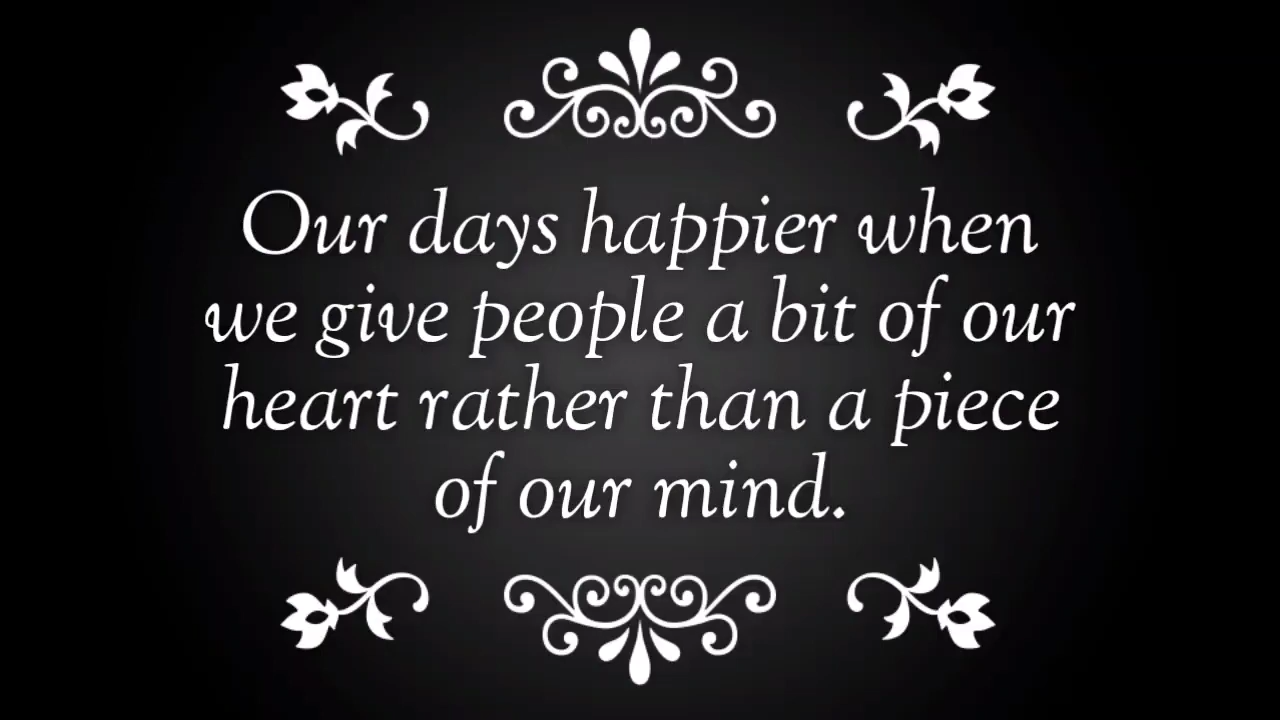 Our days happier when
we give people a bit of our
heart rather than a piece
of our mind.